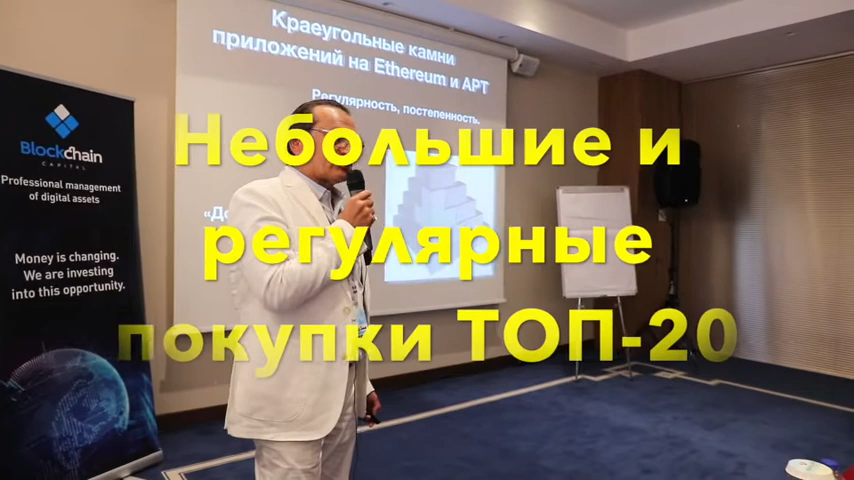 Краеугольные камни
приложений на Ethereum и АРТ
Регулярность, постепенность.
Небольшие и
регулярные
покупки ТОП-20
BlockChain
CAPITAL
Professional management
of digital assets
Money is changing.
We are investing
into this opportunity.